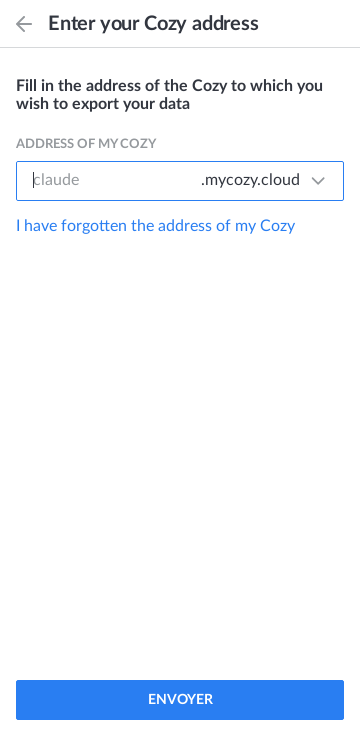 Enter your Cozy address
Fill in the address of the Cozy to which you
wish to export your data
ADDRESS OF MY COZY
claude .mycozy.cloud
I have forgotten the address of my Cozy
ENVOYER